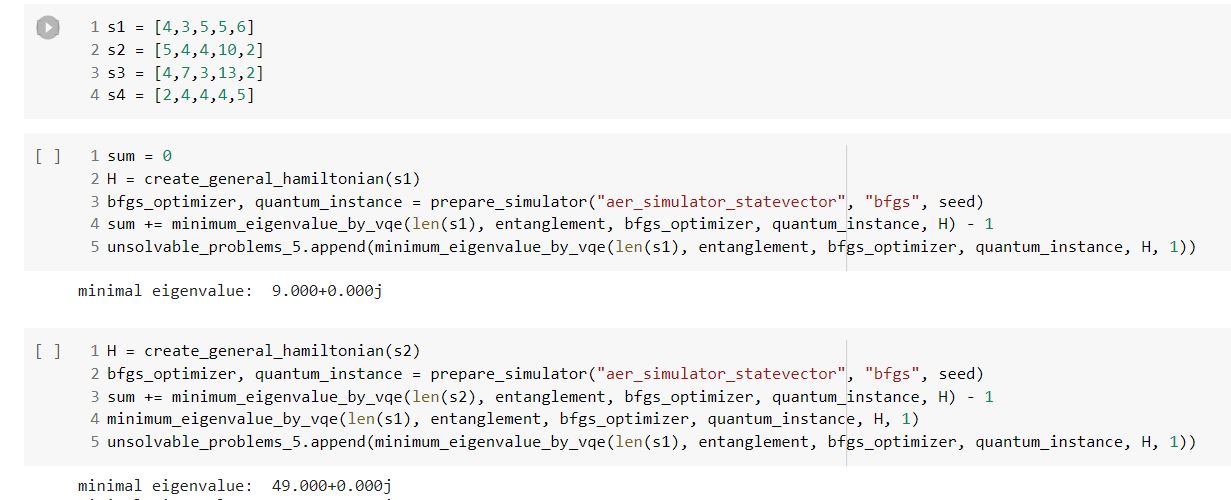 1 s1 = [4,3,5,5,6]
2 s2 = [5,4,4,10,2]
3 s3 = [4,7,3,13,2]
4 s4 = [2,4,4,4,5]
[ ] 1 sum = 0
2 H = create_general_hamiltonian(s1)
3 bfgs_optimizer, quantum_instance = prepare_simulator("aer_simulator_statevector", "bfgs", seed)
4 sum += minimum_eigenvalue_by_vqe(len(s1), entanglement, bfgs_optimizer, quantum_instance, H) - 1
5 unsolvable_problems_5.append(minimum_eigenvalue_by_vqe(len(s1), entanglement, bfgs_optimizer, quantum_instance, H, 1))
minimal eigenvalue:  9.000+0.000j
[ ] 1 H = create_general_hamiltonian(s2)
2 bfgs_optimizer, quantum_instance = prepare_simulator("aer_simulator_statevector", "bfgs", seed)
3 sum += minimum_eigenvalue_by_vqe(len(s2), entanglement, bfgs_optimizer, quantum_instance, H) - 1
4 minimum_eigenvalue_by_vqe(len(s1), entanglement, bfgs_optimizer, quantum_instance, H, 1)
5 unsolvable_problems_5.append(minimum_eigenvalue_by_vqe(len(s1), entanglement, bfgs_optimizer, quantum_instance, H, 1))
minimal eigenvalue:  49.000+0.000j